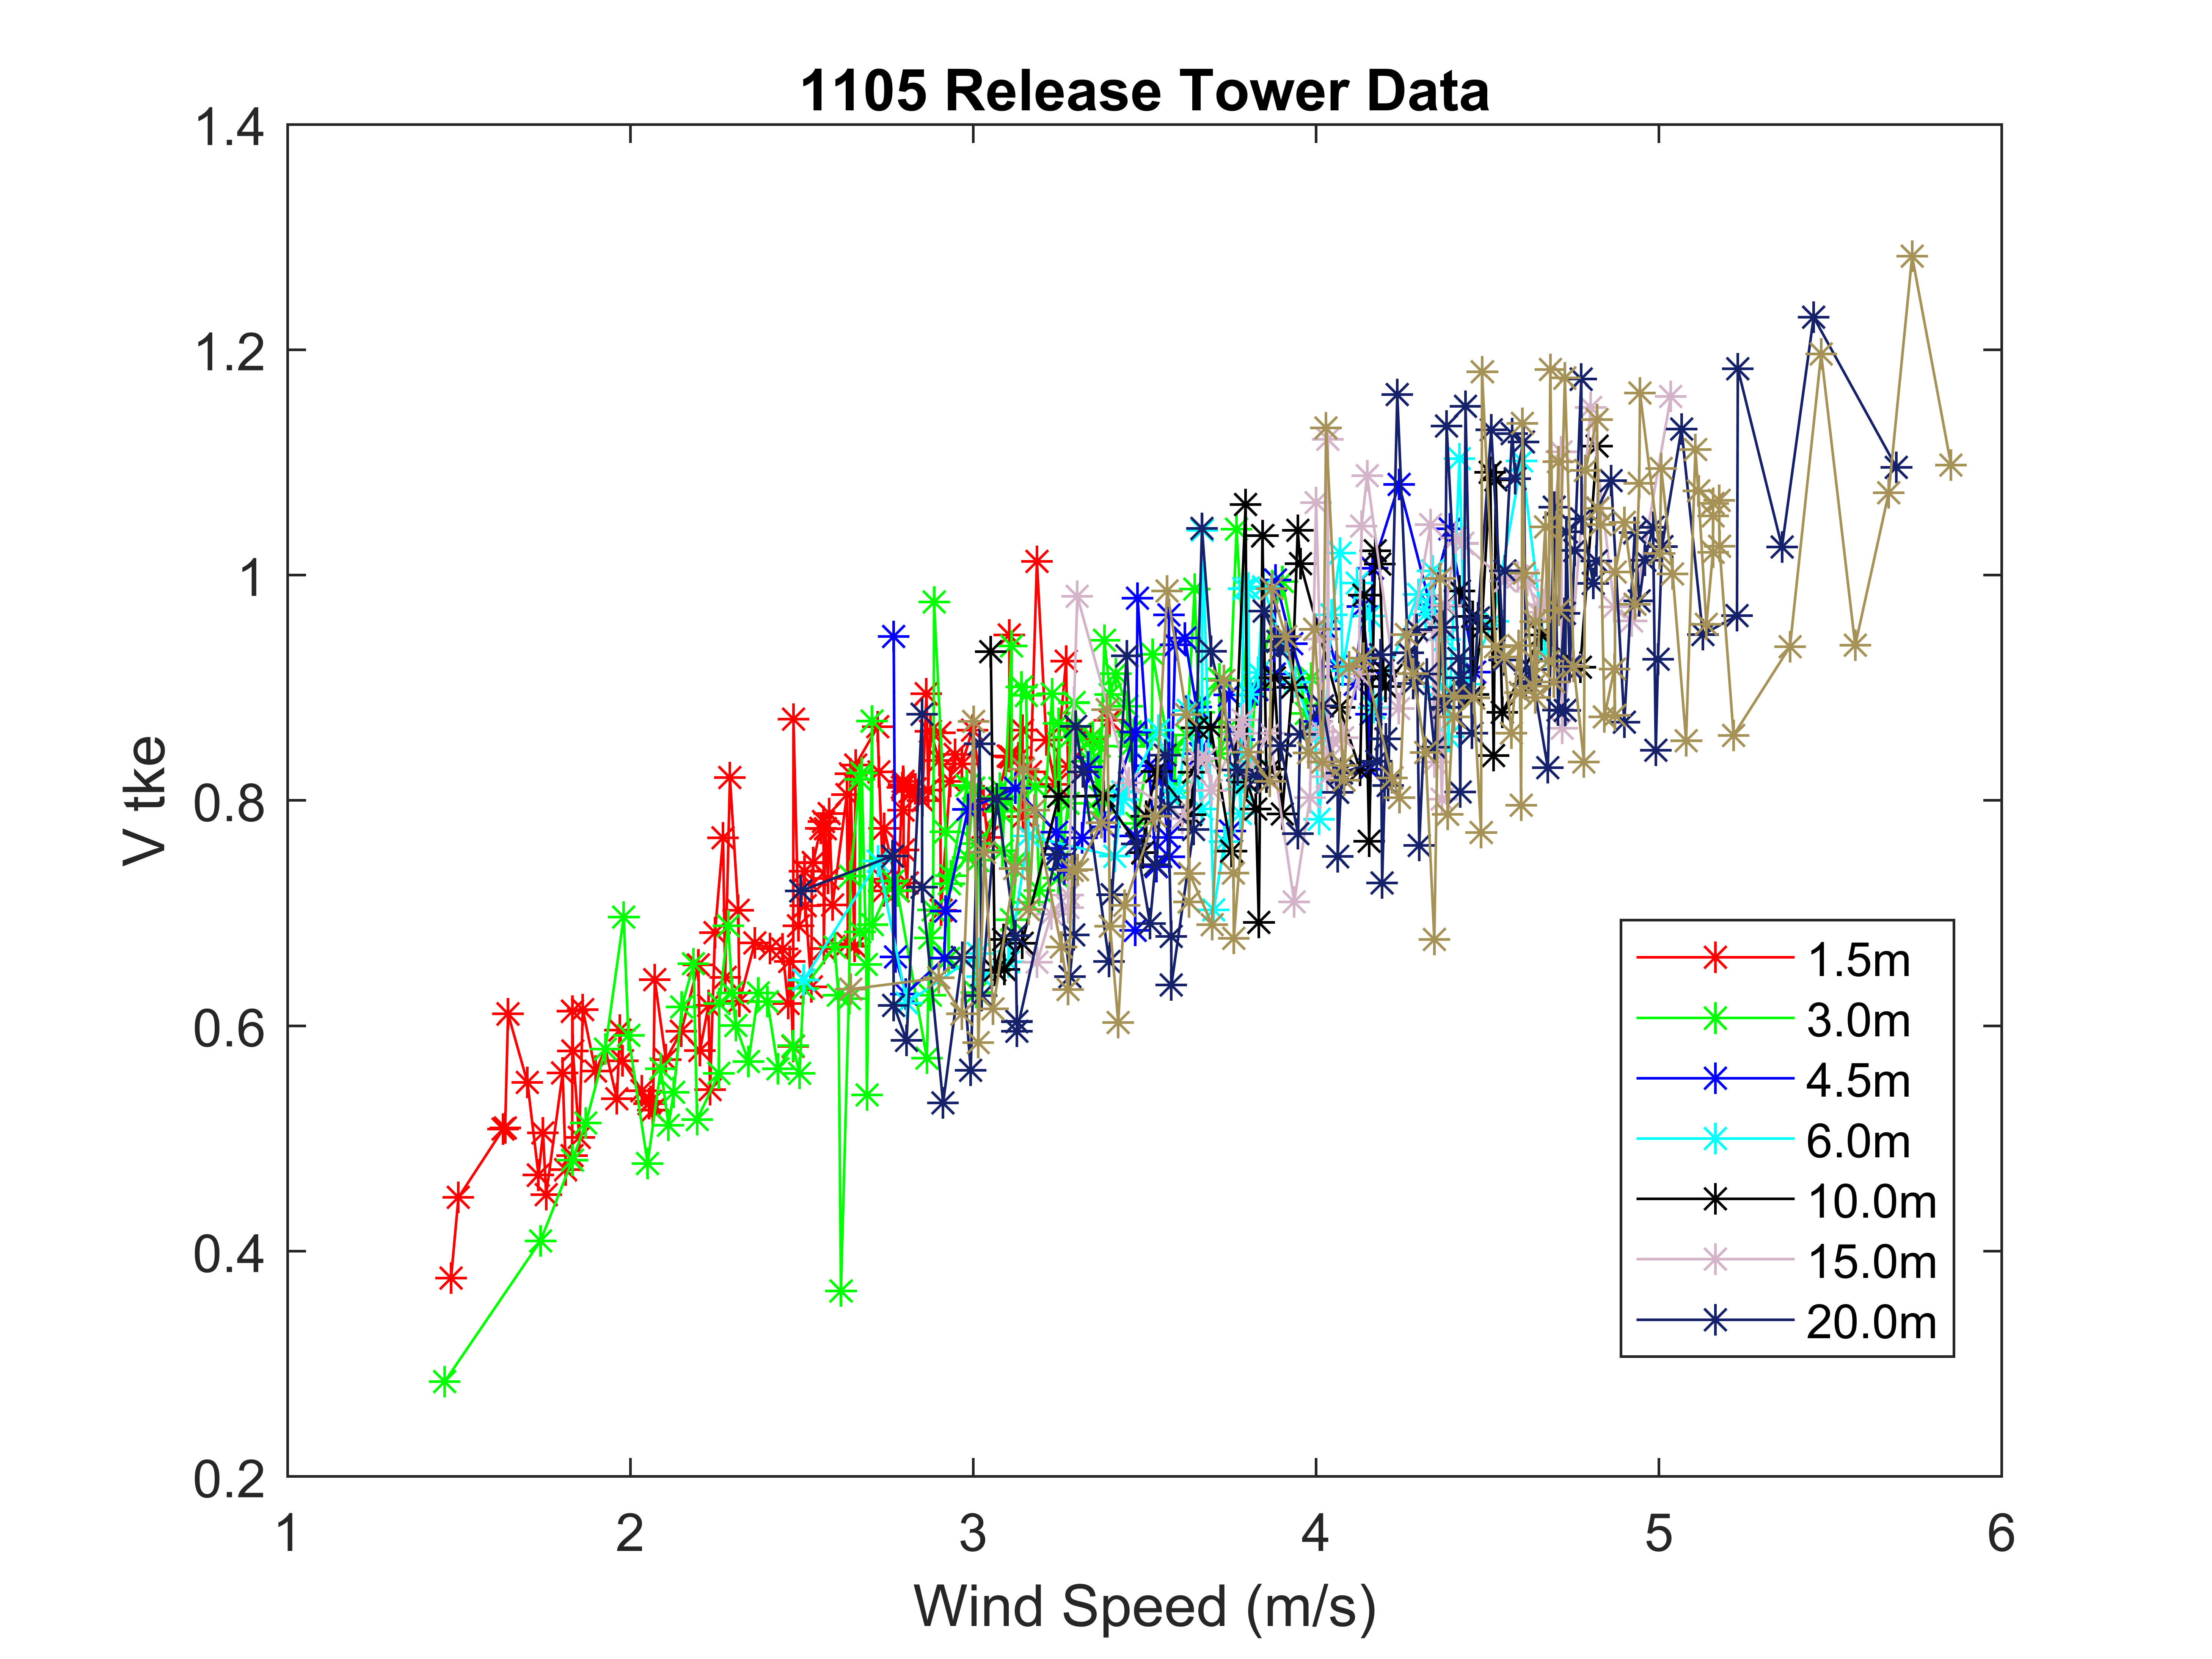 1105 Release Tower Data
1.4
1.2
1
0.8
0.6
0.4
0.2
V tke
1 2 3 4 5 6
Wind Speed (m/s)
1.5m
3.0m
4.5m
6.0m
10.0m
15.0m
20.0m